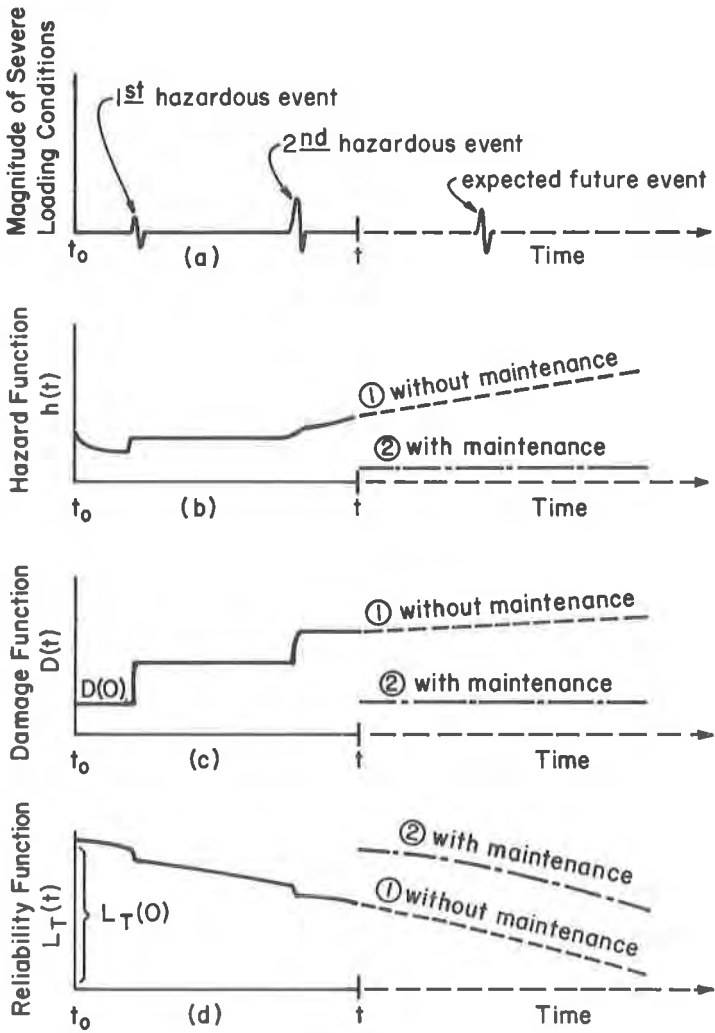 Magnitude of Severe
Loading Conditions
1st hazardous event
2nd hazardous event
expected future event
t₀
(a)
t
Time
Hazard Function
h(t)
① without maintenance
② with maintenance
t₀
(b)
t
Time
Damage Function
D(t)
D(0)
① without maintenance
② with maintenance
t₀
(c)
t
Time
Reliability Function
L_T(t)
L_T(0)
② with maintenance
① without maintenance
t₀
(d)
t
Time